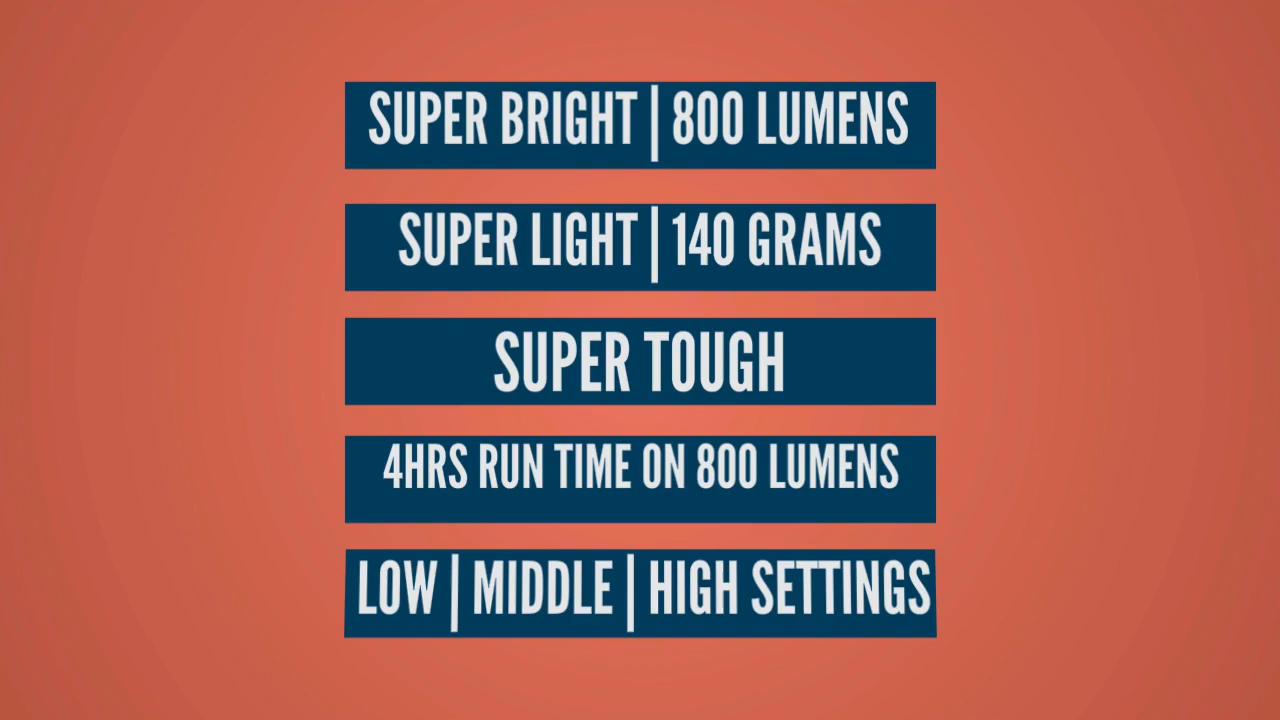 SUPER BRIGHT | 800 LUMENS
SUPER LIGHT | 140 GRAMS
SUPER TOUGH
4HRS RUN TIME ON 800 LUMENS
LOW | MIDDLE | HIGH SETTINGS